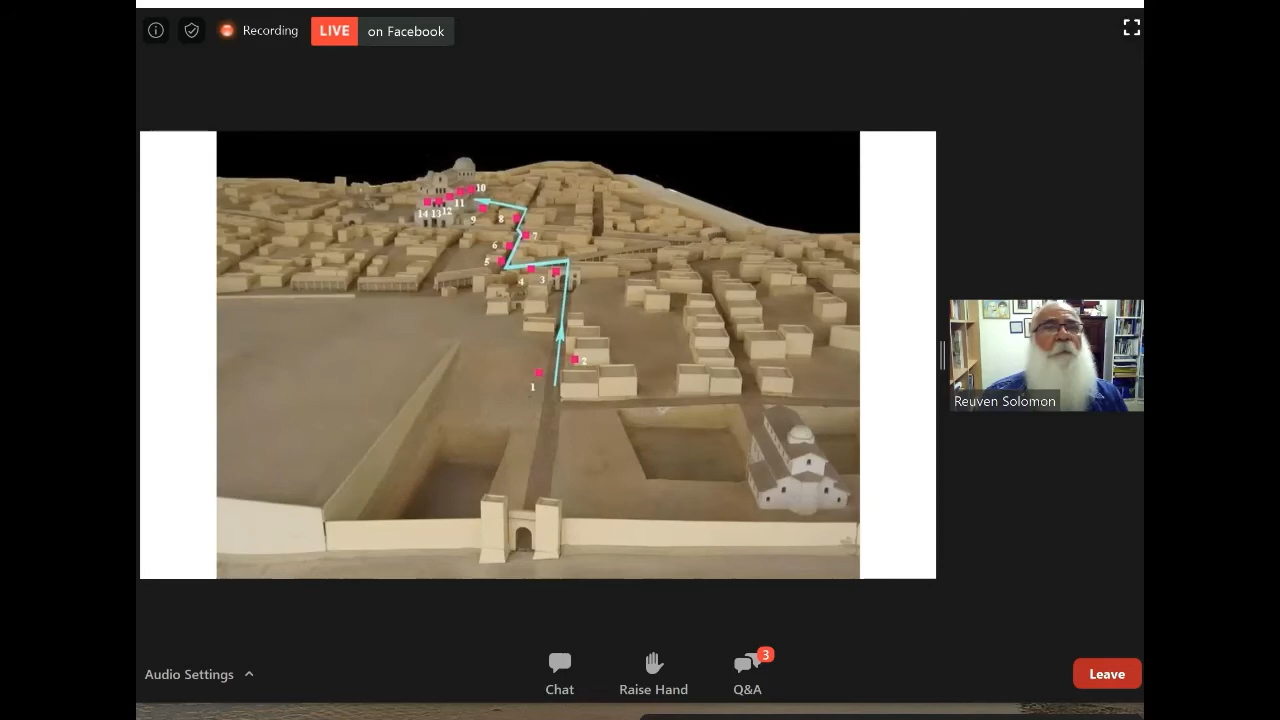 Recording LIVE on Facebook
10
11
14 13 12
9
8
7
6
5
4
3
2
1
Reuven Solomon
3
Audio Settings
Chat
Raise Hand
Q&A
Leave